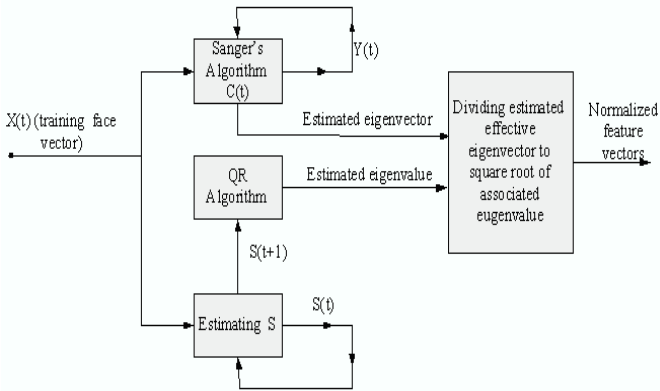 Sanger's
Algorithm
C(t)
Y(t)
X(t) (training face
vector)
Estimated eigenvector
Dividing estimated
effective
eigenvector to
square root of
associated
eugenvalue
Normalized
feature
vectors
QR
Algorithm
Estimated eigenvalue
S(t+1)
Estimating S
S(t)